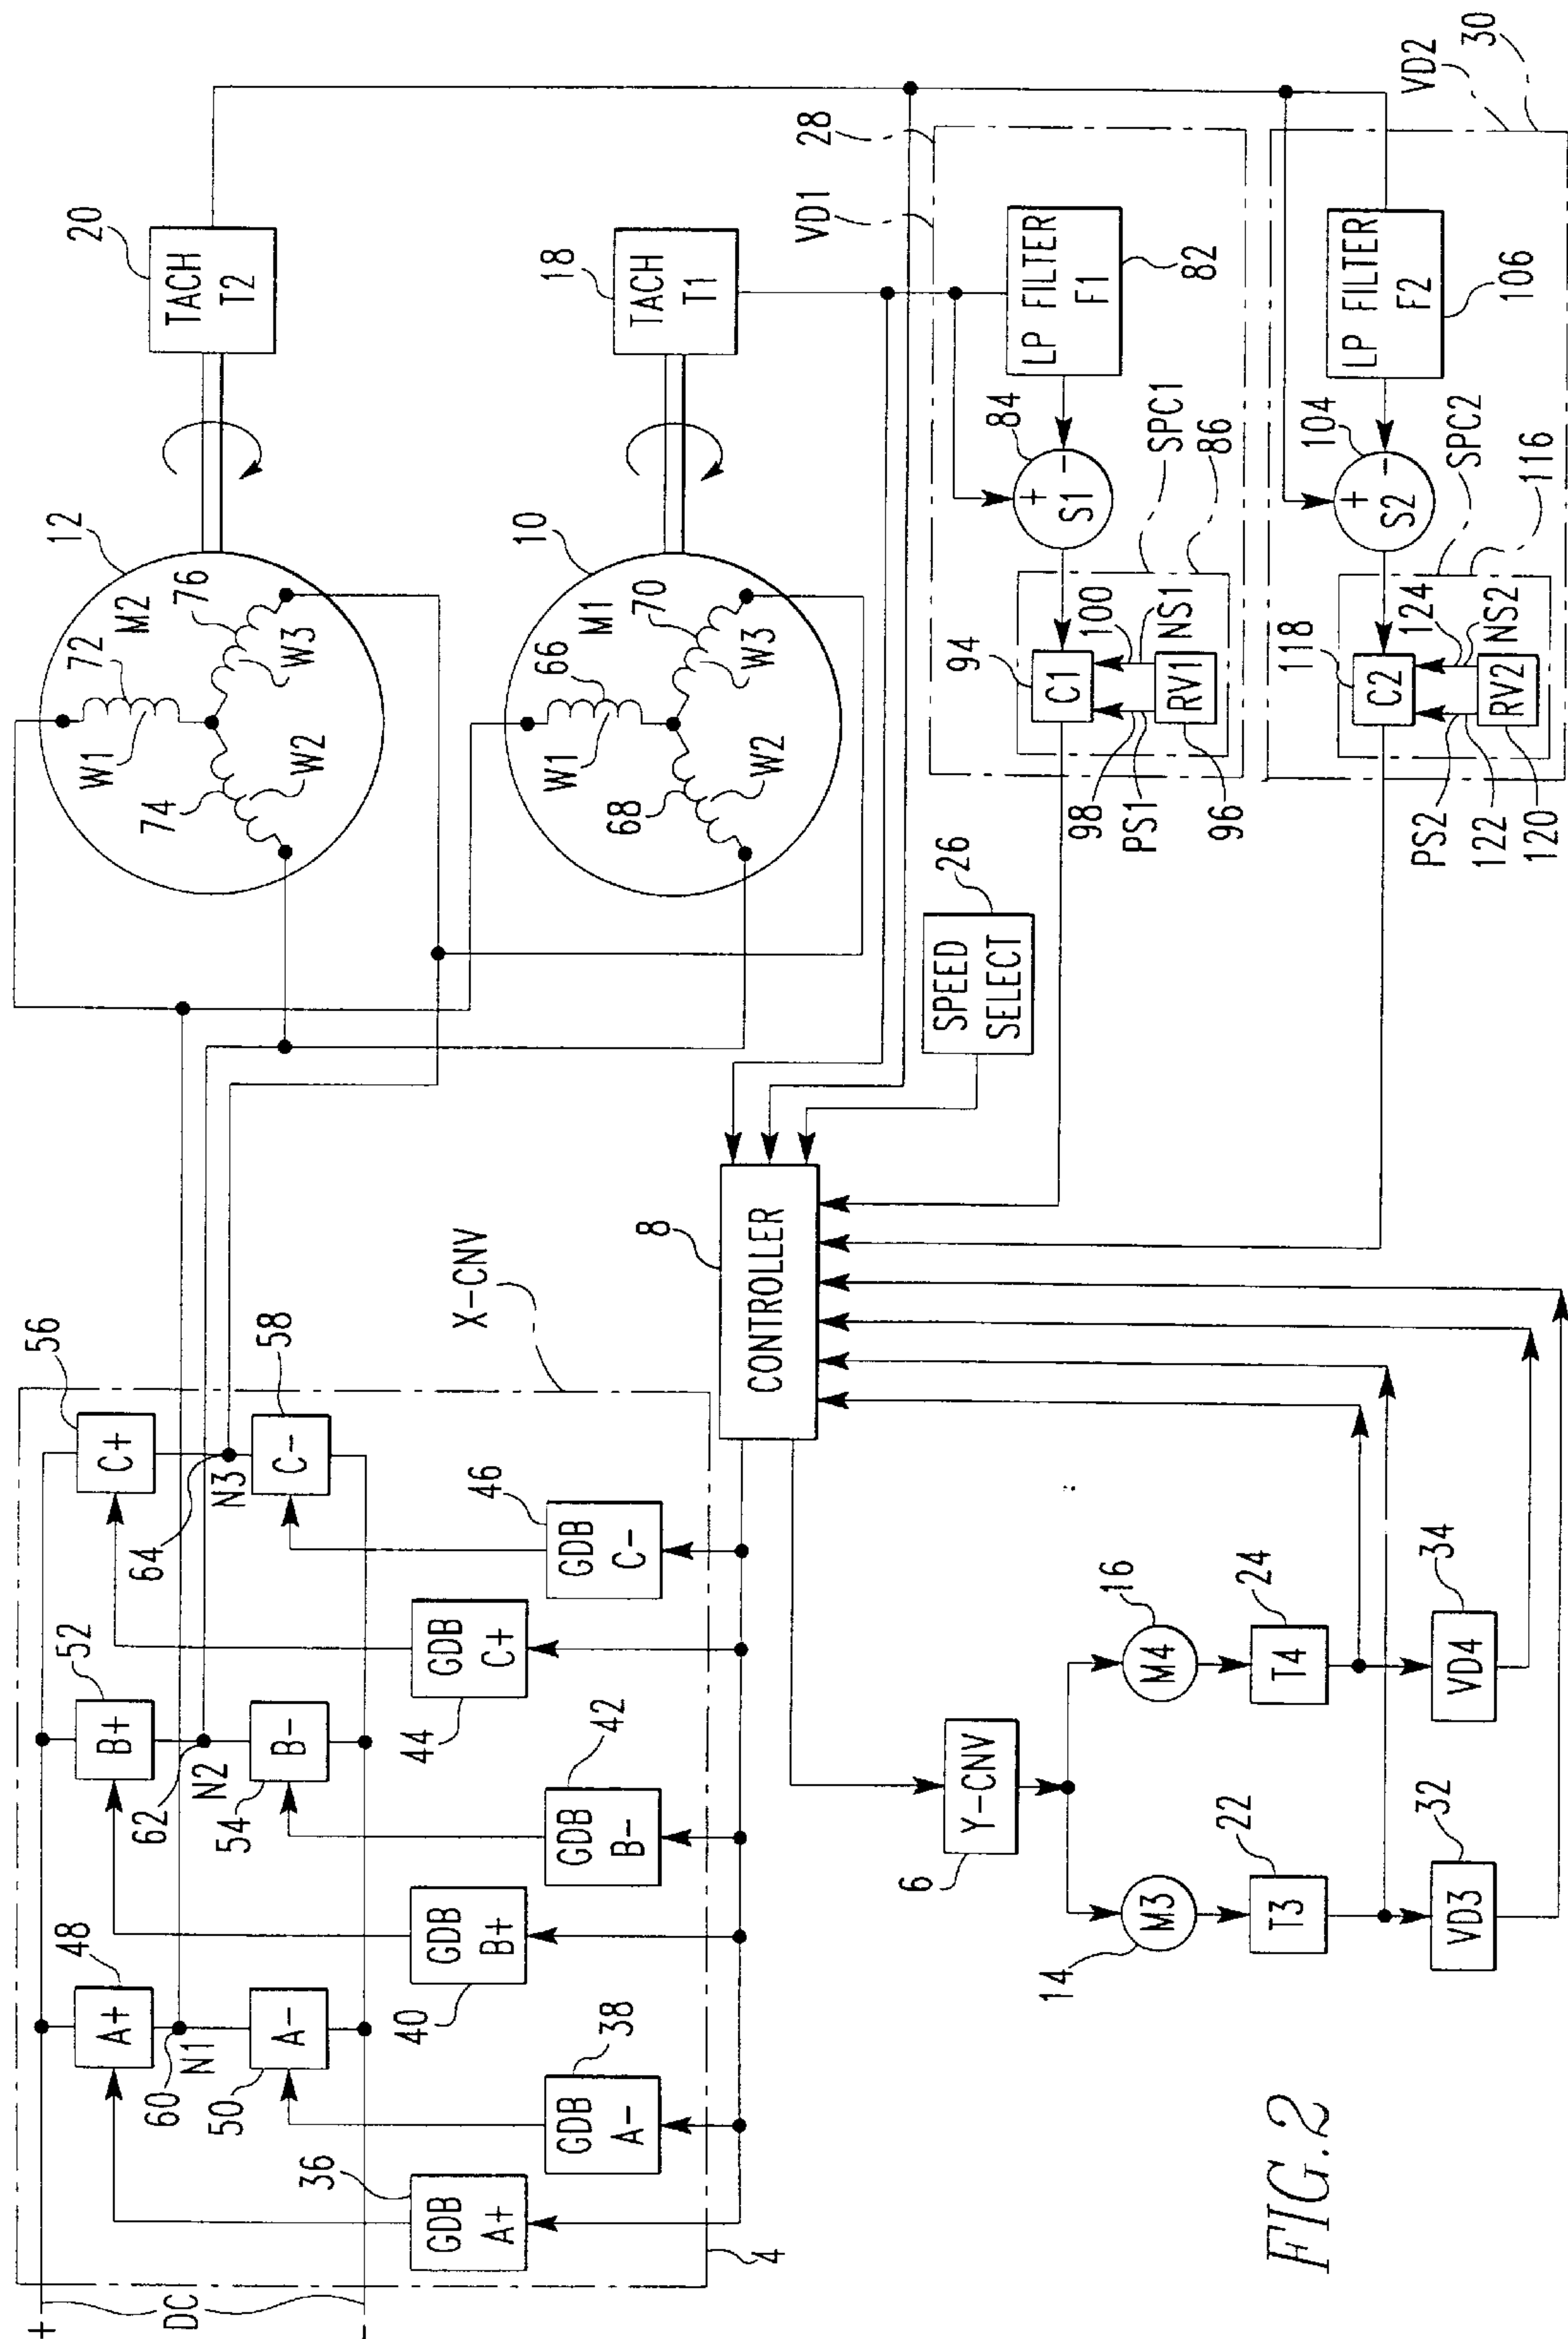 +
DC
-
4
36
GDB
A+
38
GDB
A-
40
GDB
B+
42
GDB
B-
44
GDB
C+
46
GDB
C-
48
A+
60
N1
50
A-
52
B+
62
N2
54
B-
56
C+
64
N3
58
C-
X-CNV
8
CONTROLLER
6
Y-CNV
14
M3
16
M4
22
T3
24
T4
32
VD3
34
VD4
26
SPEED
SELECT
12
M2
72
W1
74
W2
76
W3
20
TACH
T2
10
M1
66
W1
68
W2
70
W3
18
TACH
T1
VD1
28
LP FILTER
F1
82
84
+
-
S1
SPC1
86
94
C1
100
NS1
98
PS1
RV1
96
VD2
30
LP FILTER
F2
106
104
+
-
S2
SPC2
116
118
C2
124
NS2
PS2
122
RV2
120
FIG.2